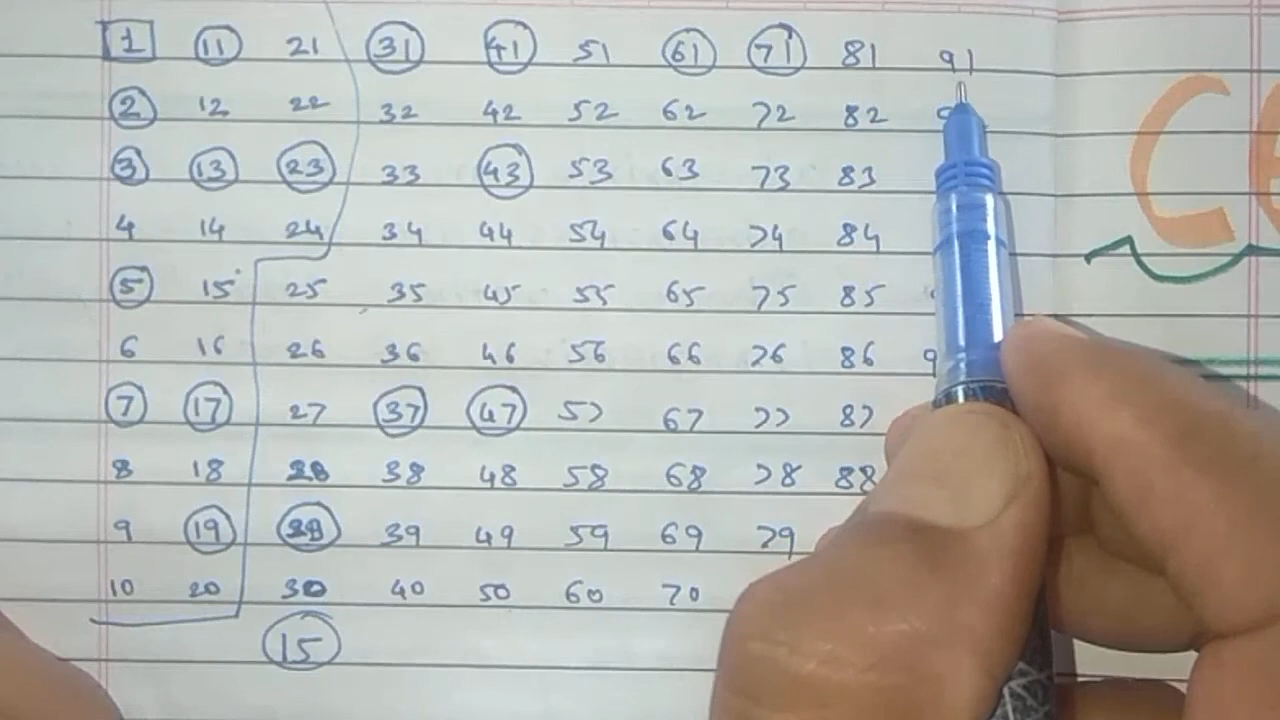 1 11 21 31 41 51 61 71 81 91
2 12 22 32 42 52 62 72 82
3 13 23 33 43 53 63 73 83
4 14 24 34 44 54 64 74 84
5 15 25 35 45 55 65 75 85
6 16 26 36 46 56 66 76 86
7 17 27 37 47 57 67 77 87
8 18 28 38 48 58 68 78 88
9 19 29 39 49 59 69 79
10 20 30 40 50 60 70
15